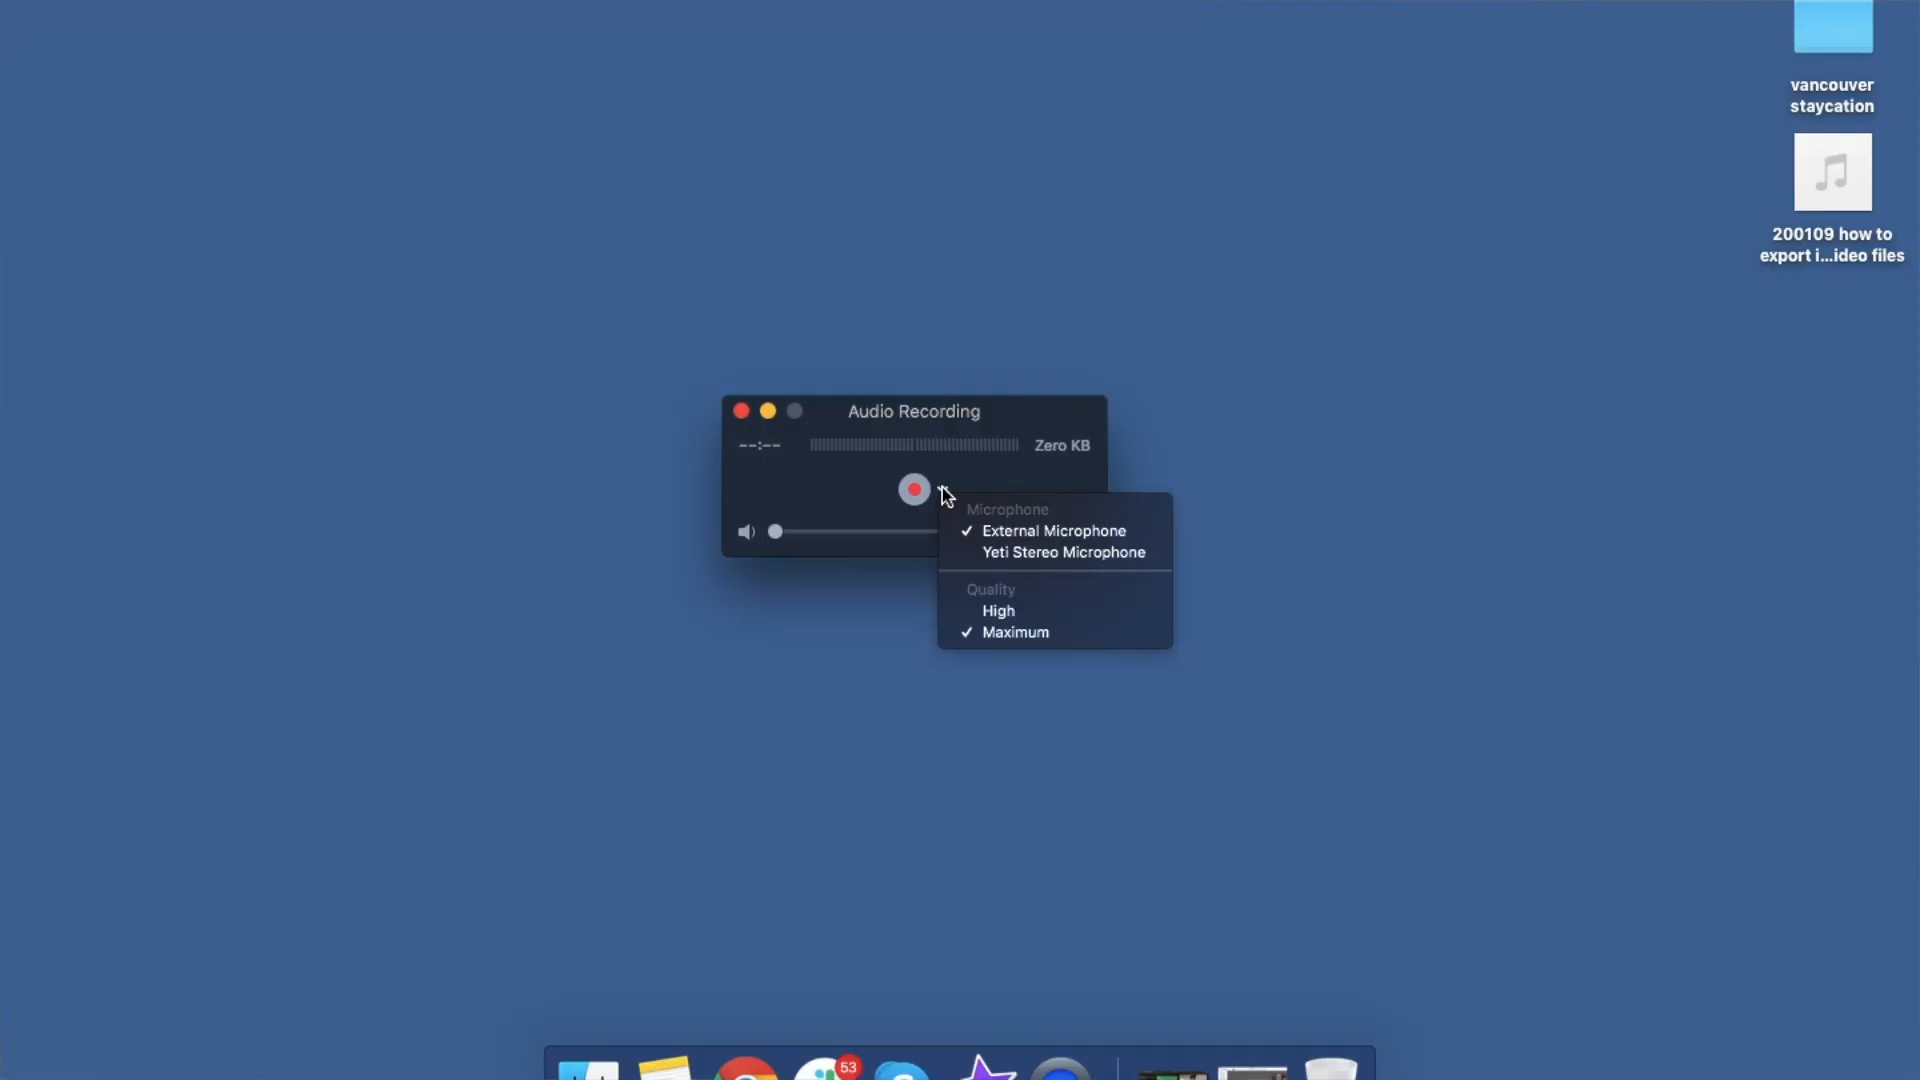 vancouver
staycation
200109 how to
export i...ideo files
Audio Recording
--:--
Zero KB
Microphone
✓ External Microphone
Yeti Stereo Microphone
Quality
High
✓ Maximum
53